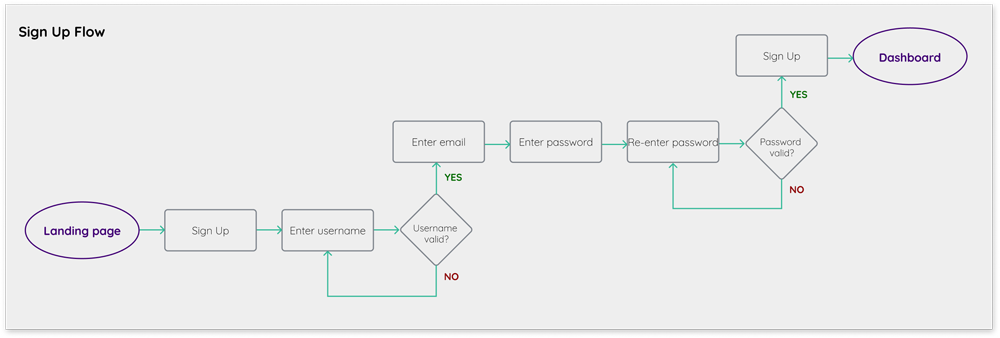 Sign Up Flow
Landing page
Sign Up
Enter username
Username
valid?
NO
YES
Enter email
Enter password
Re-enter password
Password
valid?
NO
YES
Sign Up
Dashboard